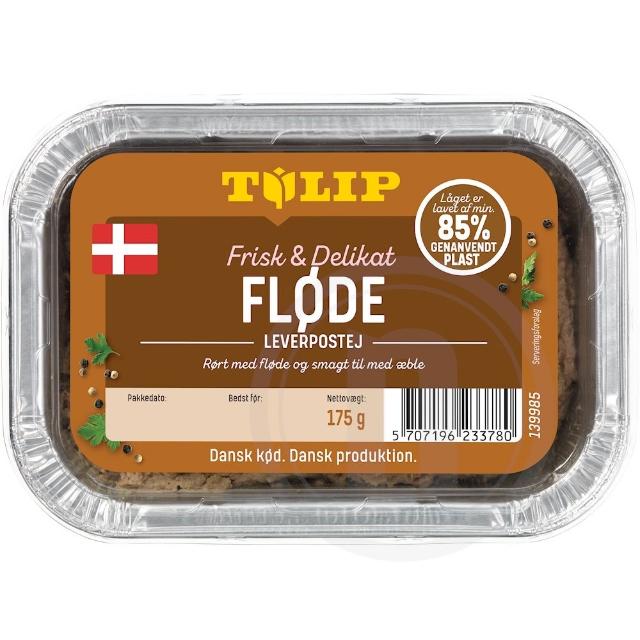 TULIP
Låget er
lavet af min.
85%
GENANVENDT
PLAST
Frisk & Delikat
FLØDE
LEVERPOSTEJ
Rørt med fløde og smagt til med æble
Pakkedato:
Bedst før:
Nettovægt:
175 g
5 707196 233780
139985
Serveringsforslag
Dansk kød. Dansk produktion.